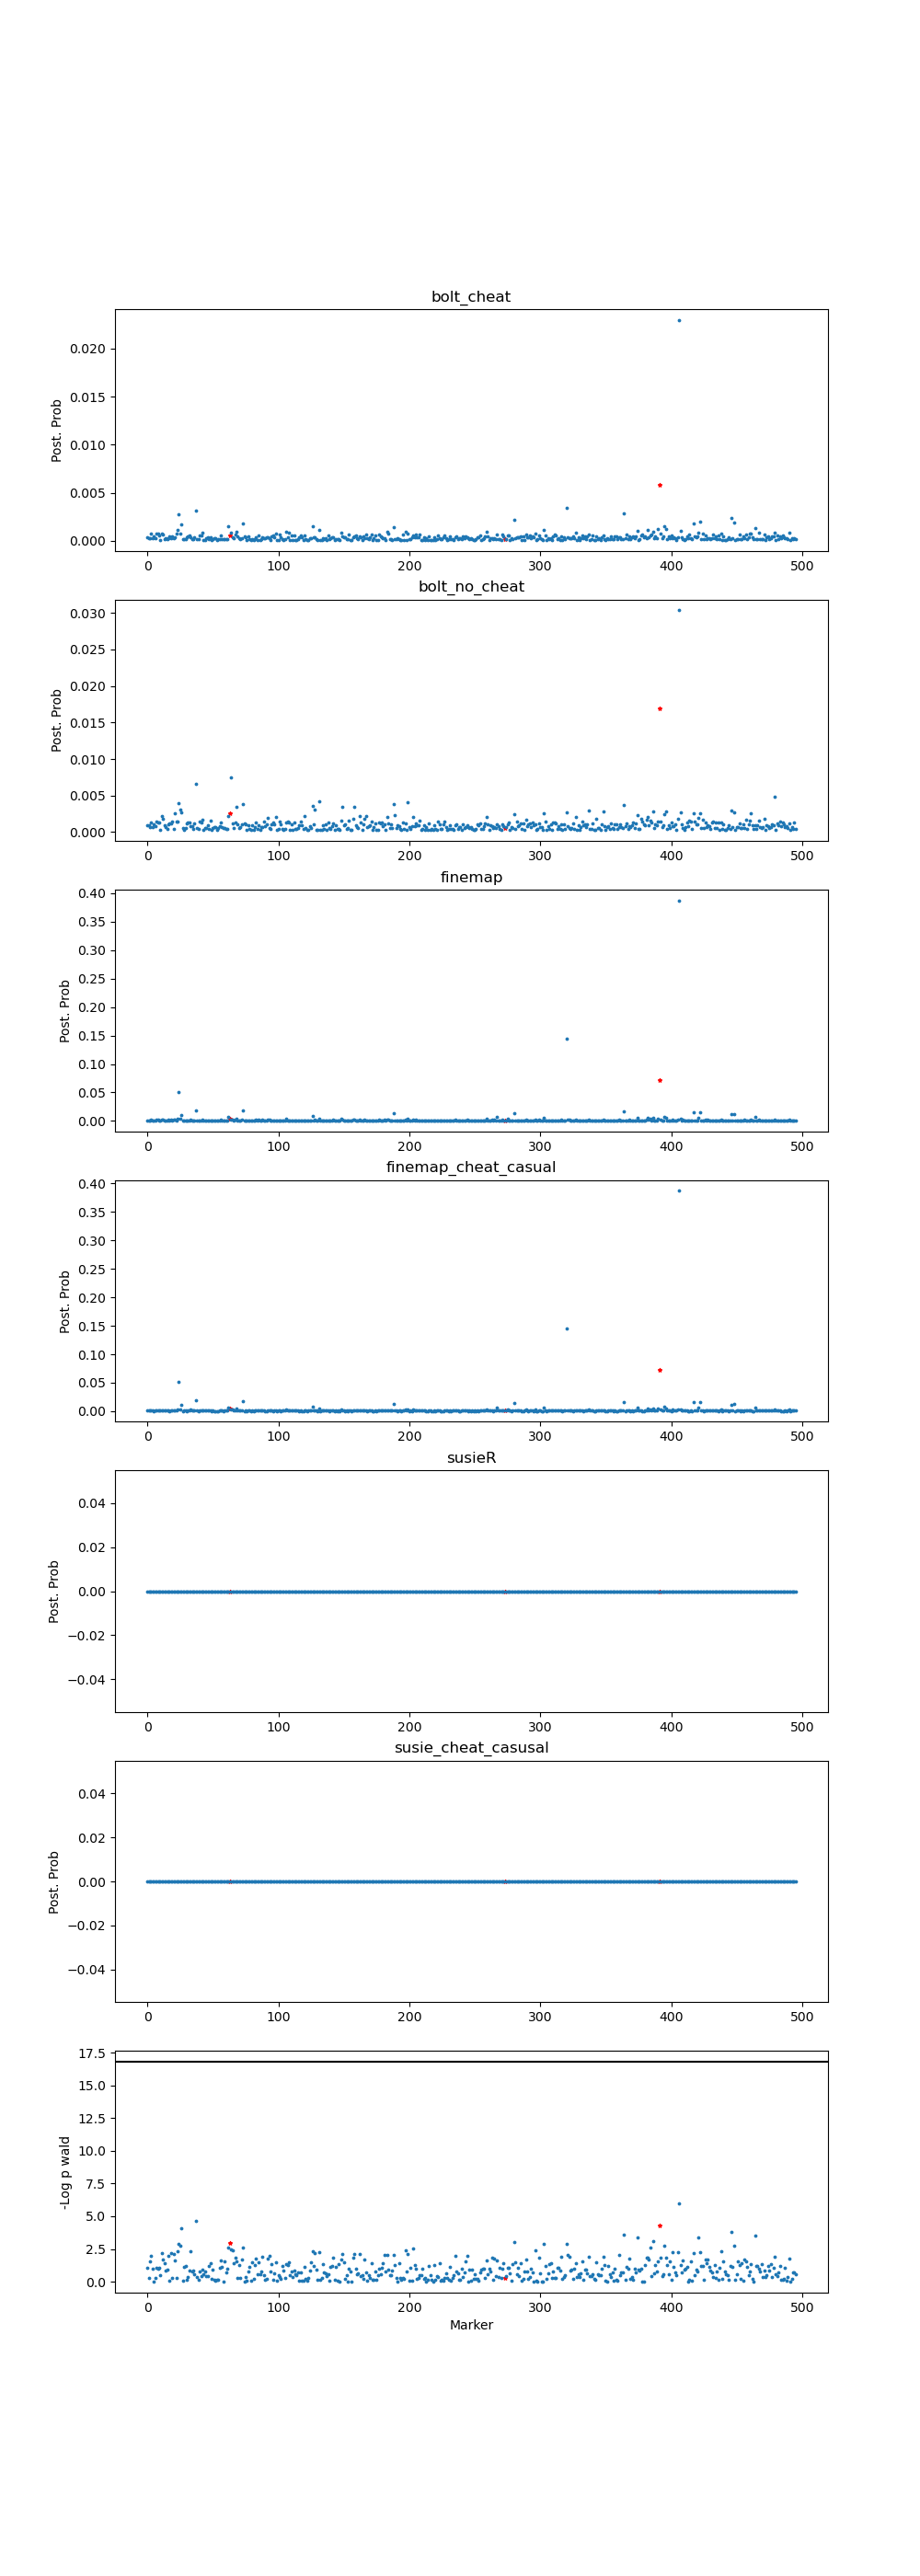 bolt_cheat
0.020
0.015
0.010
0.005
0.000
Post. Prob
0 100 200 300 400 500
bolt_no_cheat
0.030
0.025
0.020
0.015
0.010
0.005
0.000
Post. Prob
0 100 200 300 400 500
finemap
0.40
0.35
0.30
0.25
0.20
0.15
0.10
0.05
0.00
Post. Prob
0 100 200 300 400 500
finemap_cheat_casual
0.40
0.35
0.30
0.25
0.20
0.15
0.10
0.05
0.00
Post. Prob
0 100 200 300 400 500
susieR
0.04
0.02
0.00
−0.02
−0.04
Post. Prob
0 100 200 300 400 500
susie_cheat_casusal
0.04
0.02
0.00
−0.02
−0.04
Post. Prob
0 100 200 300 400 500
17.5
15.0
12.5
10.0
7.5
5.0
2.5
0.0
-Log p wald
0 100 200 300 400 500
Marker